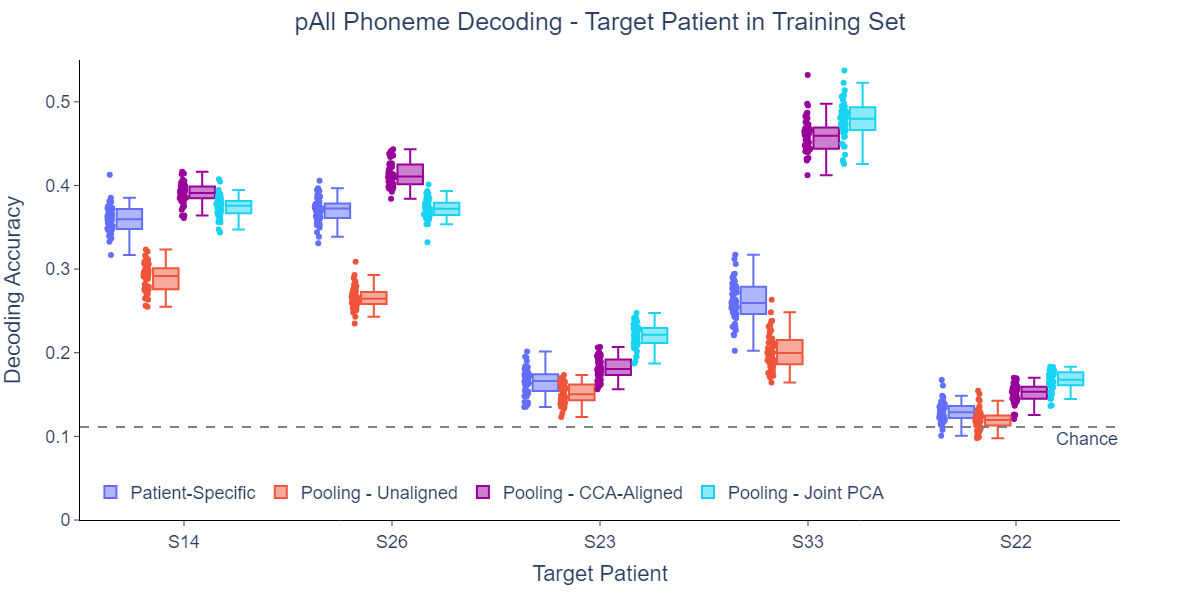 pAll Phoneme Decoding - Target Patient in Training Set
Decoding Accuracy
0.5
0.4
0.3
0.2
0.1
0
Chance
Patient-Specific Pooling - Unaligned Pooling - CCA-Aligned Pooling - Joint PCA
S14 S26 S23 S33 S22
Target Patient